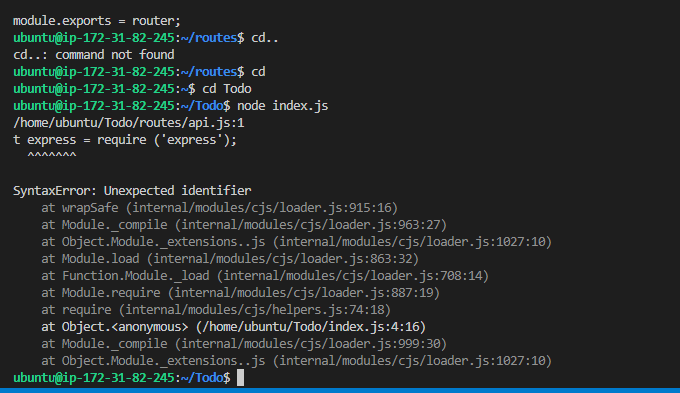 module.exports = router;
ubuntu@ip-172-31-82-245:~/routes$ cd..
cd..: command not found
ubuntu@ip-172-31-82-245:~/routes$ cd
ubuntu@ip-172-31-82-245:~$ cd Todo
ubuntu@ip-172-31-82-245:~/Todo$ node index.js
/home/ubuntu/Todo/routes/api.js:1
t express = require ('express');
  ^^^^^^^
SyntaxError: Unexpected identifier
    at wrapSafe (internal/modules/cjs/loader.js:915:16)
    at Module._compile (internal/modules/cjs/loader.js:963:27)
    at Object.Module._extensions..js (internal/modules/cjs/loader.js:1027:10)
    at Module.load (internal/modules/cjs/loader.js:863:32)
    at Function.Module._load (internal/modules/cjs/loader.js:708:14)
    at Module.require (internal/modules/cjs/loader.js:887:19)
    at require (internal/modules/cjs/helpers.js:74:18)
    at Object.<anonymous> (/home/ubuntu/Todo/index.js:4:16)
    at Module._compile (internal/modules/cjs/loader.js:999:30)
    at Object.Module._extensions..js (internal/modules/cjs/loader.js:1027:10)
ubuntu@ip-172-31-82-245:~/Todo$